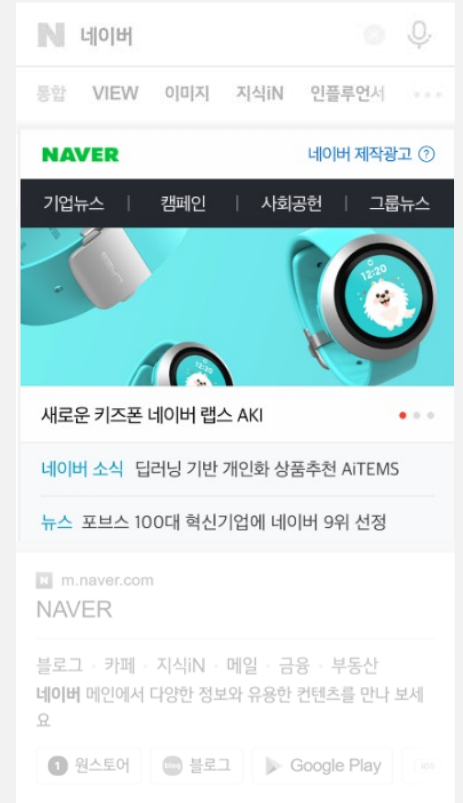 N 네이버
통합 VIEW 이미지 지식iN 인플루언서
NAVER 네이버 제작광고 ?
기업뉴스 | 캠페인 | 사회공헌 | 그룹뉴스
12:20
12:20
새로운 키즈폰 네이버 랩스 AKI
네이버 소식 딥러닝 기반 개인화 상품추천 AiTEMS
뉴스 포브스 100대 혁신기업에 네이버 9위 선정
N m.naver.com
NAVER
블로그 · 카페 · 지식iN · 메일 · 금융 · 부동산
네이버 메인에서 다양한 정보와 유용한 컨텐츠를 만나 보세
요
1 원스토어 blog 블로그 Google Play iOS